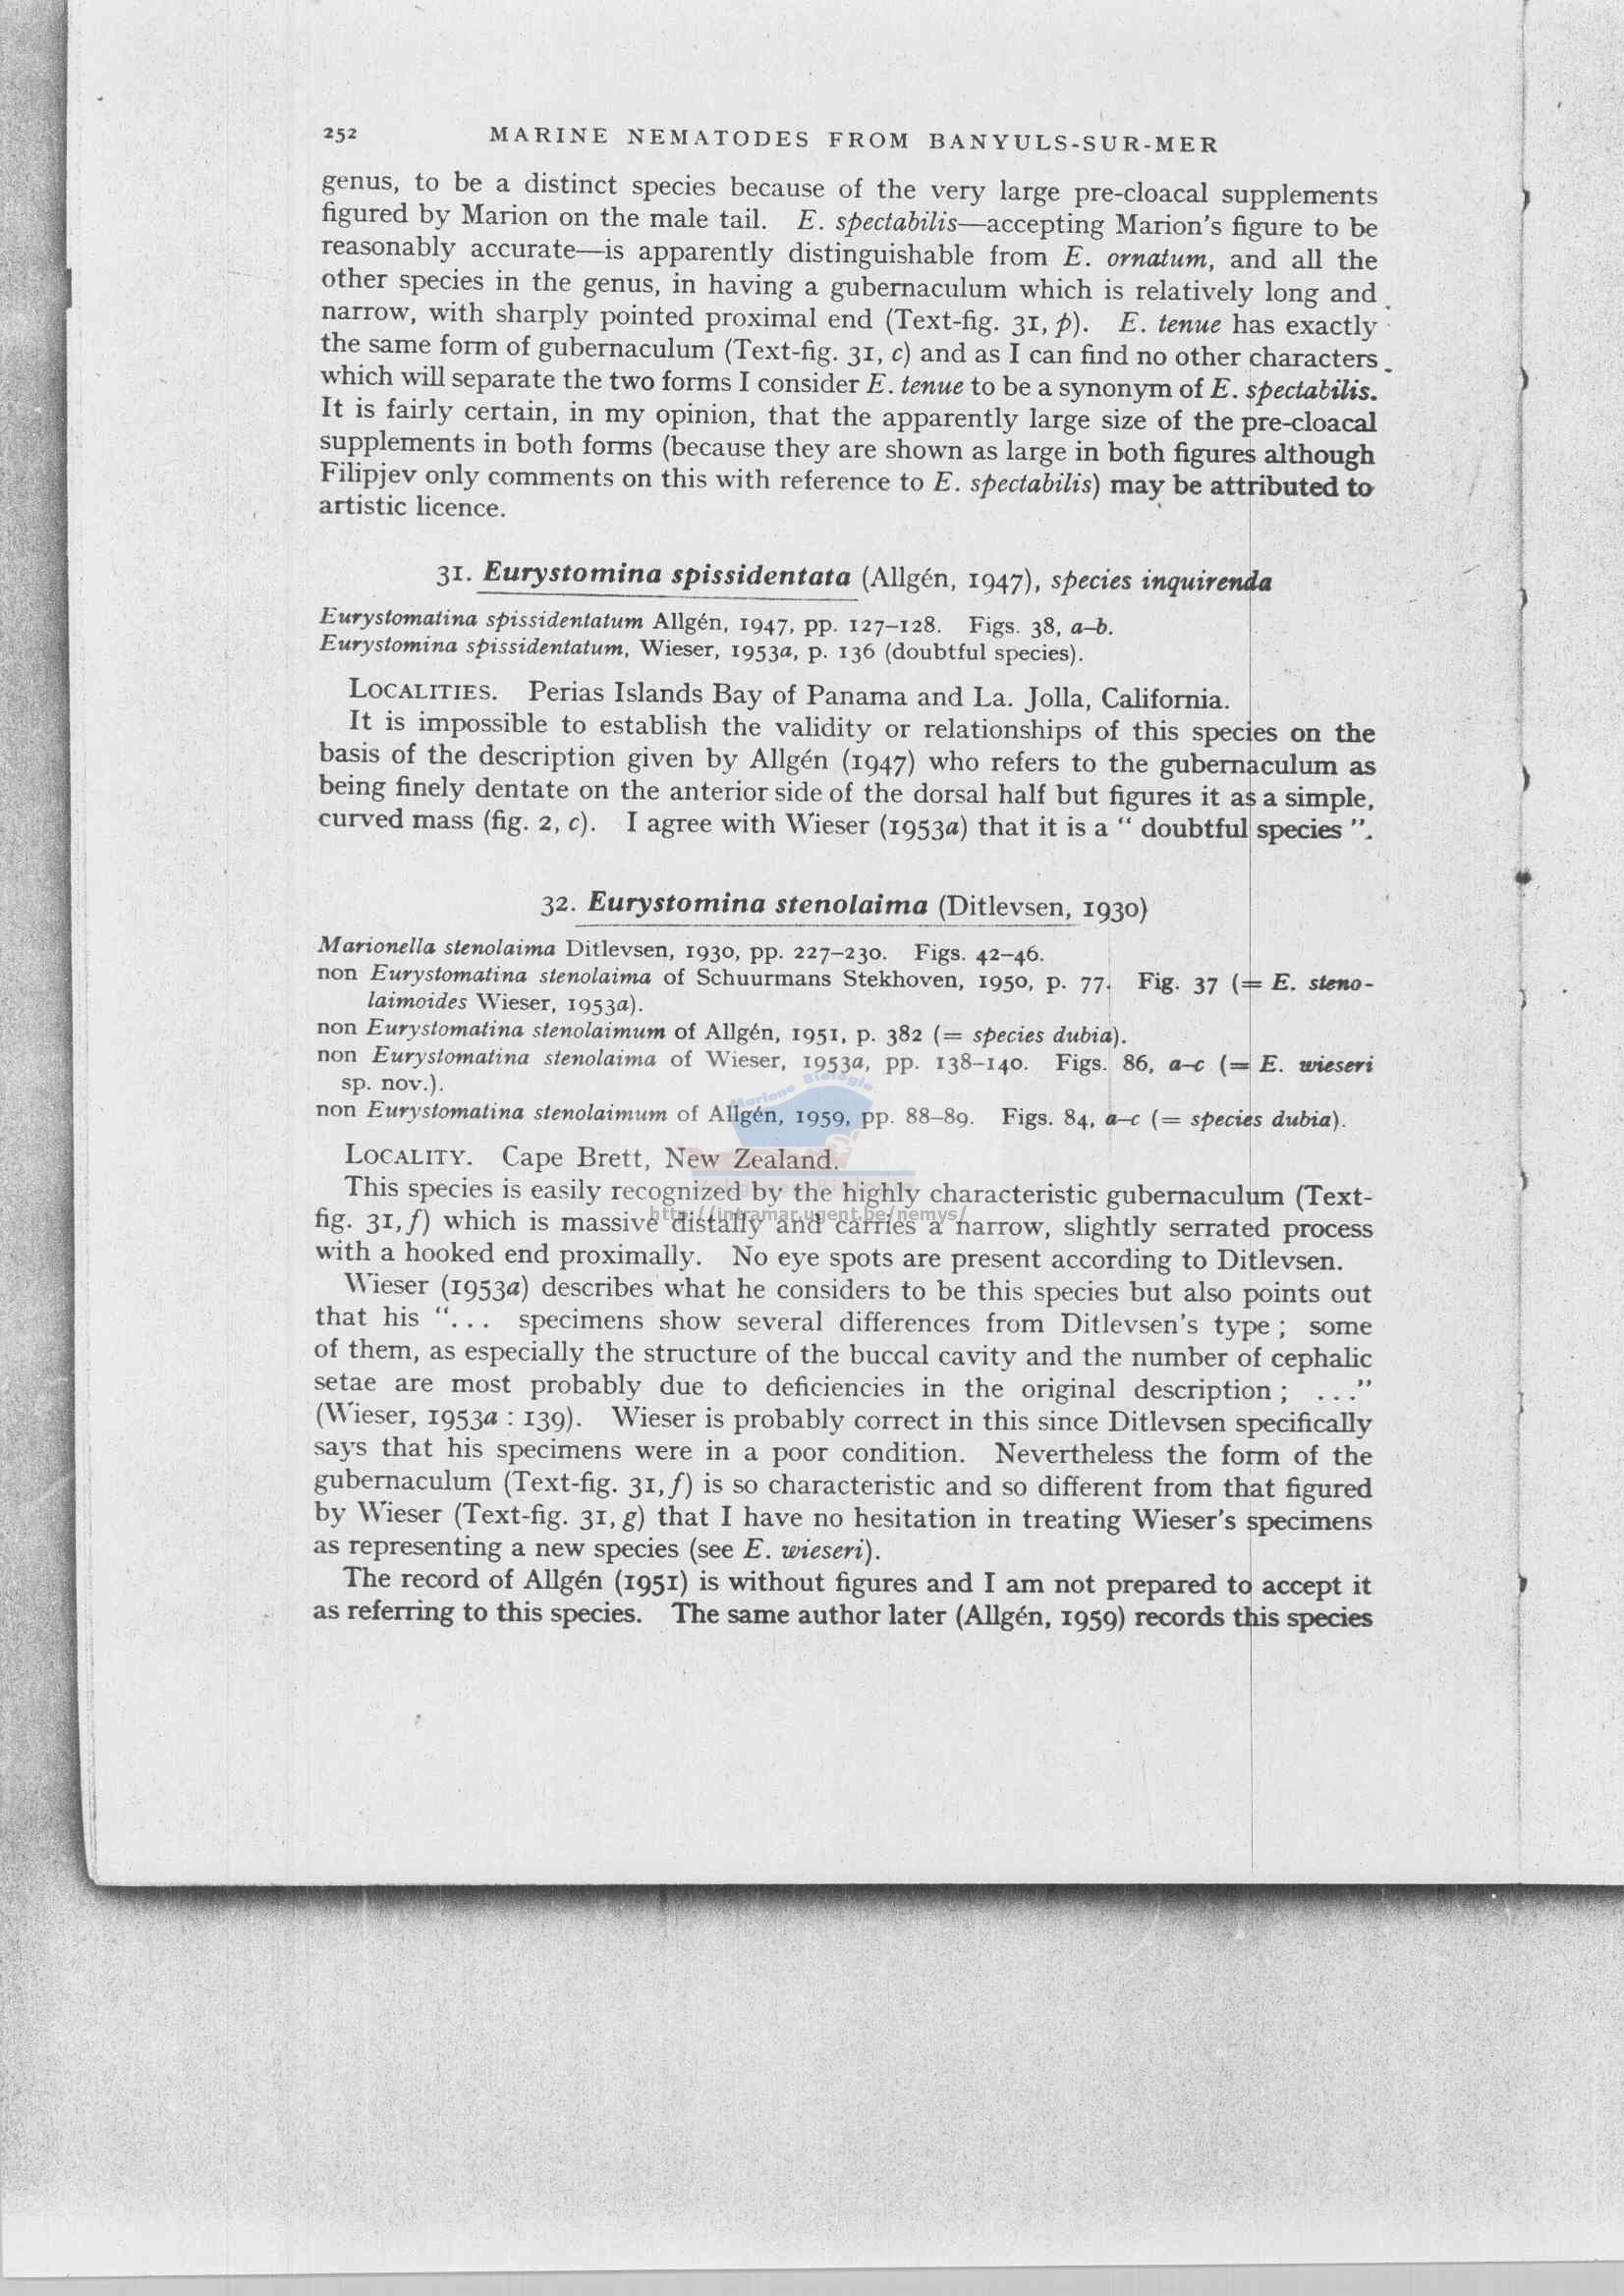 252 MARINE NEMATODES FROM BANYULS-SUR-MER
genus, to be a distinct species because of the very large pre-cloacal supplements
figured by Marion on the male tail. E. spectabilis—accepting Marion's figure to be
reasonably accurate—is apparently distinguishable from E. ornatum, and all the
other species in the genus, in having a gubernaculum which is relatively long and
narrow, with sharply pointed proximal end (Text-fig. 31, p). E. tenue has exactly
the same form of gubernaculum (Text-fig. 31, c) and as I can find no other characters
which will separate the two forms I consider E. tenue to be a synonym of E. spectabilis.
It is fairly certain, in my opinion, that the apparently large size of the pre-cloacal
supplements in both forms (because they are shown as large in both figures although
Filipjev only comments on this with reference to E. spectabilis) may be attributed to
artistic licence.
31. Eurystomina spissidentata (Allgén, 1947), species inquirenda
Eurystomatina spissidentatum Allgén, 1947, pp. 127–128. Figs. 38, a–b.
Eurystomina spissidentatum, Wieser, 1953a, p. 136 (doubtful species).
LOCALITIES. Perias Islands Bay of Panama and La. Jolla, California.
It is impossible to establish the validity or relationships of this species on the
basis of the description given by Allgén (1947) who refers to the gubernaculum as
being finely dentate on the anterior side of the dorsal half but figures it as a simple,
curved mass (fig. 2, c). I agree with Wieser (1953a) that it is a “ doubtful species ”.
32. Eurystomina stenolaima (Ditlevsen, 1930)
Marionella stenolaima Ditlevsen, 1930, pp. 227–230. Figs. 42–46.
non Eurystomatina stenolaima of Schuurmans Stekhoven, 1950, p. 77. Fig. 37 (= E. steno-
laimoides Wieser, 1953a).
non Eurystomatina stenolaimum of Allgén, 1951, p. 382 (= species dubia).
non Eurystomatina stenolaima of Wieser, 1953a, pp. 138–140. Figs. 86, a–c (= E. wieseri
sp. nov.).
non Eurystomatina stenolaimum of Allgén, 1959, pp. 88–89. Figs. 84, a–c (= species dubia).
Mariene Biologie
LOCALITY. Cape Brett, New Zealand.
This species is easily recognized by the highly characteristic gubernaculum (Text-
http://intramar.ugent.be/nemys/
fig. 31, f) which is massive distally and carries a narrow, slightly serrated process
with a hooked end proximally. No eye spots are present according to Ditlevsen.
Wieser (1953a) describes what he considers to be this species but also points out
that his “. . . specimens show several differences from Ditlevsen's type ; some
of them, as especially the structure of the buccal cavity and the number of cephalic
setae are most probably due to deficiencies in the original description ; . . .”
(Wieser, 1953a : 139). Wieser is probably correct in this since Ditlevsen specifically
says that his specimens were in a poor condition. Nevertheless the form of the
gubernaculum (Text-fig. 31, f) is so characteristic and so different from that figured
by Wieser (Text-fig. 31, g) that I have no hesitation in treating Wieser's specimens
as representing a new species (see E. wieseri).
The record of Allgén (1951) is without figures and I am not prepared to accept it
as referring to this species. The same author later (Allgén, 1959) records this species